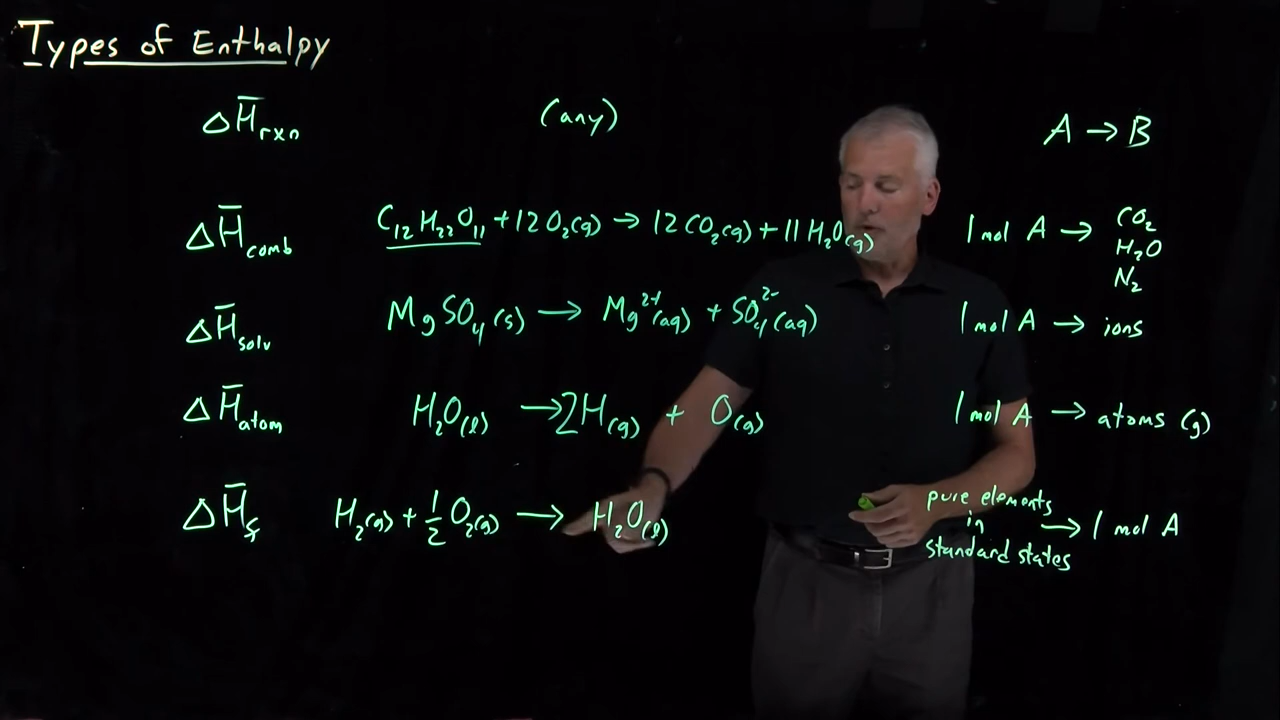 Types of Enthalpy
ΔH̅rxn (any) A → B
ΔH̅comb C₁₂H₂₂O₁₁ + 12 O₂(g) → 12 CO₂(g) + 11 H₂O(g) 1 mol A → CO₂ H₂O N₂
ΔH̅solv MgSO₄(s) → Mg²⁺(aq) + SO₄²⁻(aq) 1 mol A → ions
ΔH̅atom H₂O(l) → 2H(g) + O(g) 1 mol A → atoms (g)
ΔH̅f H₂(g) + 1/2 O₂(g) → H₂O(l) pure elements in standard states → 1 mol A